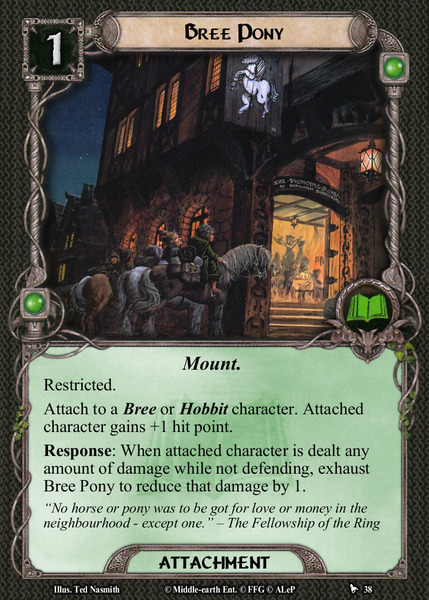 1
Bree Pony
Mount.
Restricted.
Attach to a Bree or Hobbit character. Attached
character gains +1 hit point.
Response: When attached character is dealt any
amount of damage while not defending, exhaust
Bree Pony to reduce that damage by 1.
“No horse or pony was to be got for love or money in the
neighbourhood - except one.” – The Fellowship of the Ring
ATTACHMENT
Illus. Ted Nasmith © Middle-earth Ent. © FFG © ALeP 38